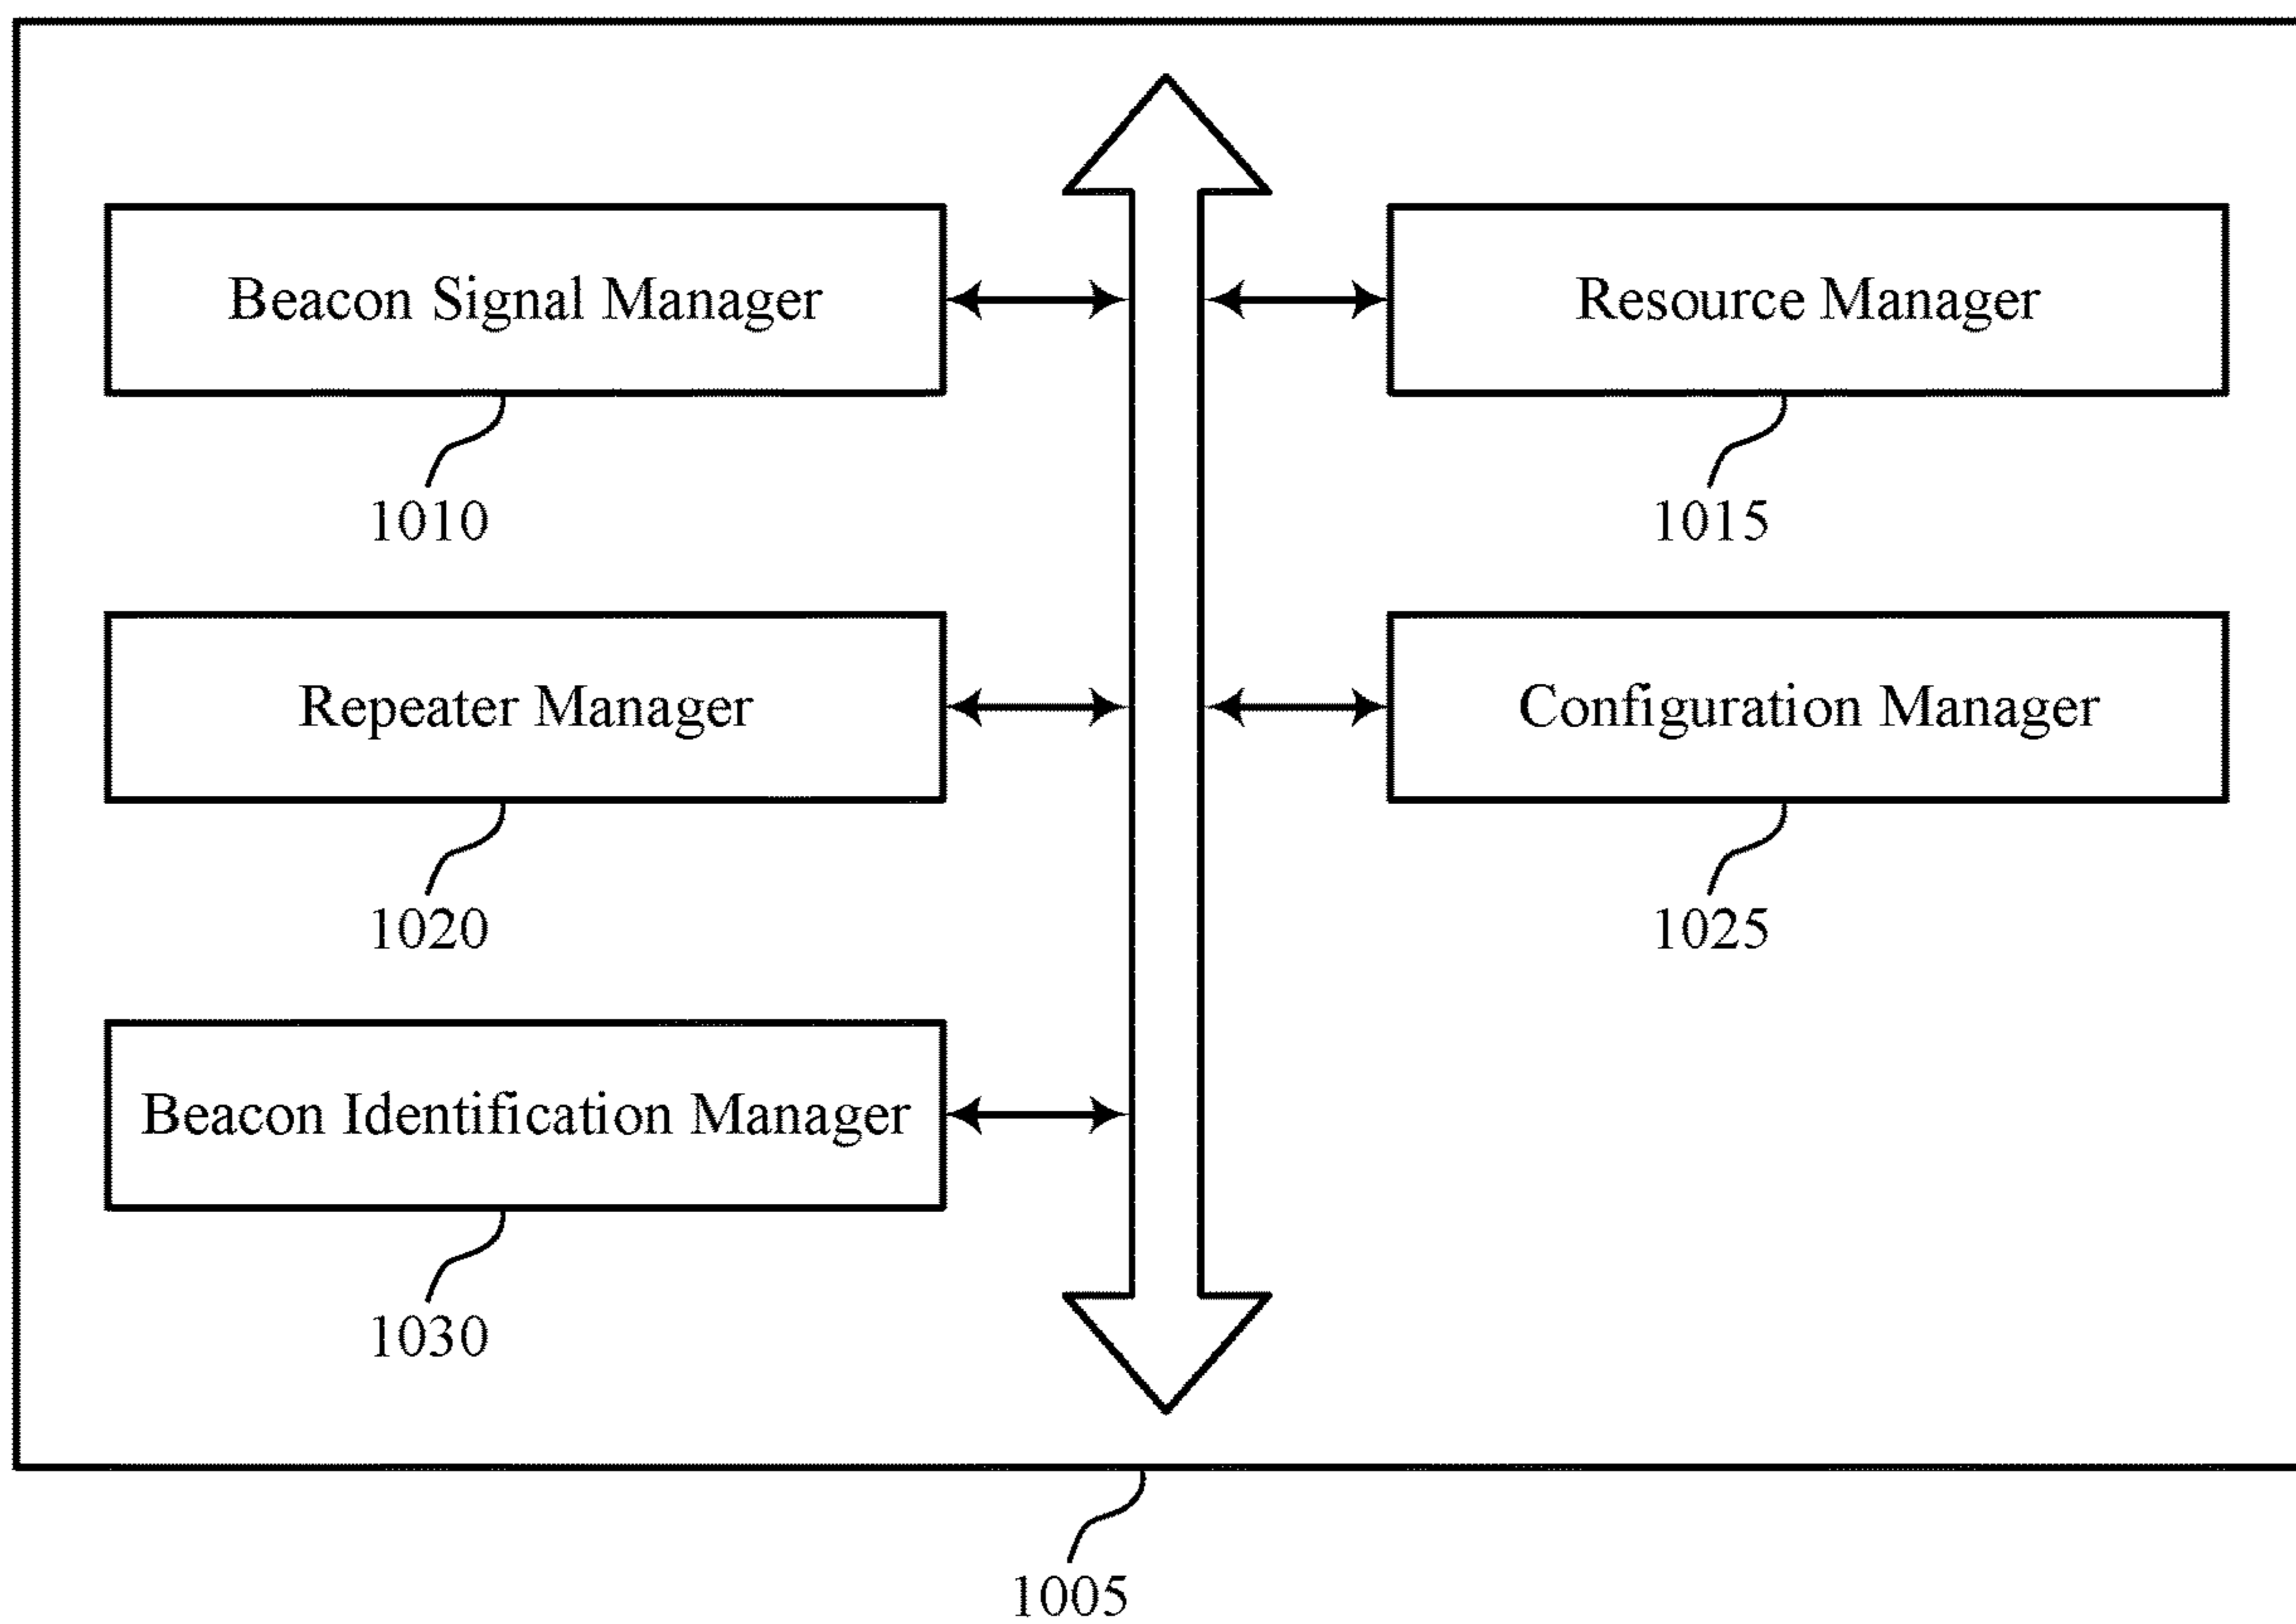 Beacon Signal Manager
Resource Manager
1010
1015
Repeater Manager
Configuration Manager
1020
1025
Beacon Identification Manager
1030
1005